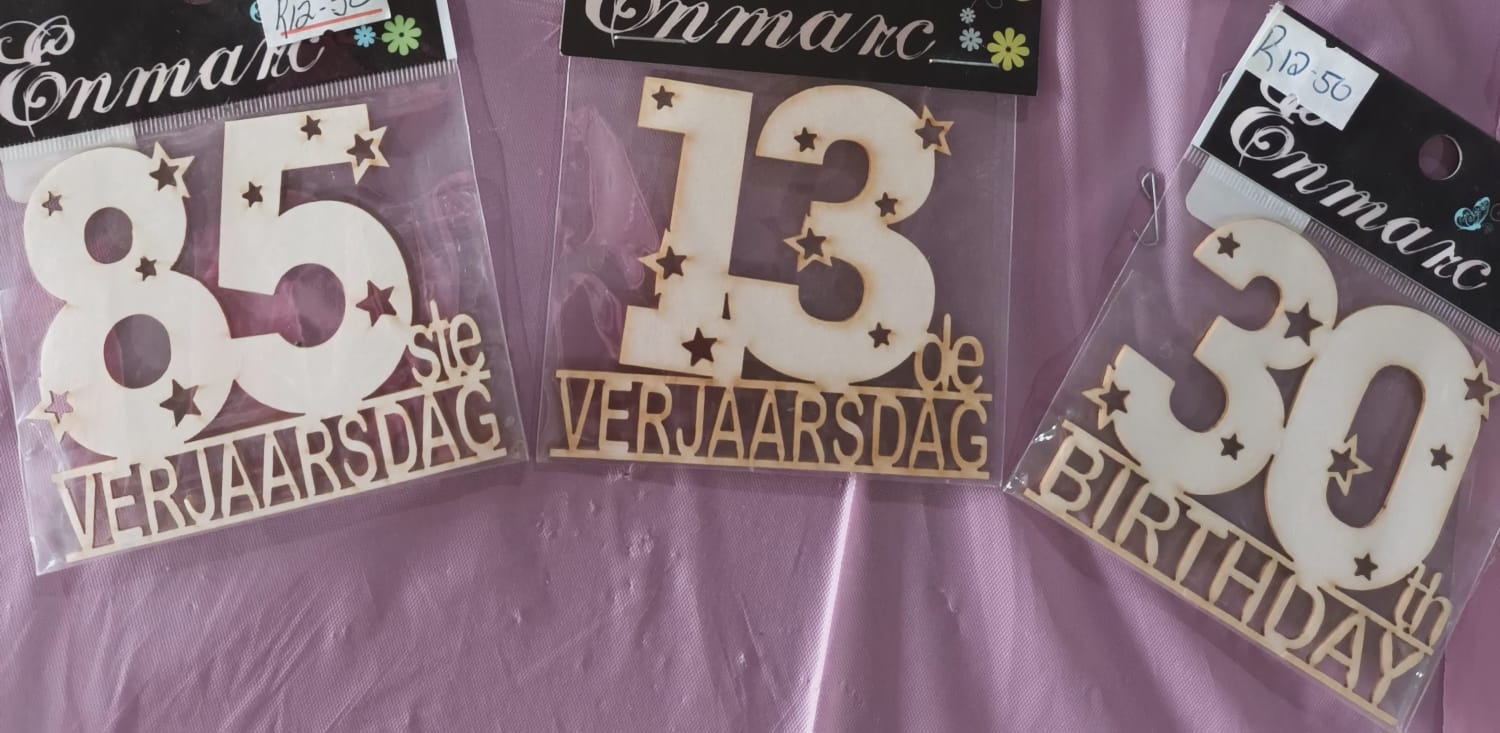 R12-50
Enmarc
85ste
VERJAARSDAG
Enmarc
13de
VERJAARSDAG
R12-50
Enmarc
30th
BIRTHDAY